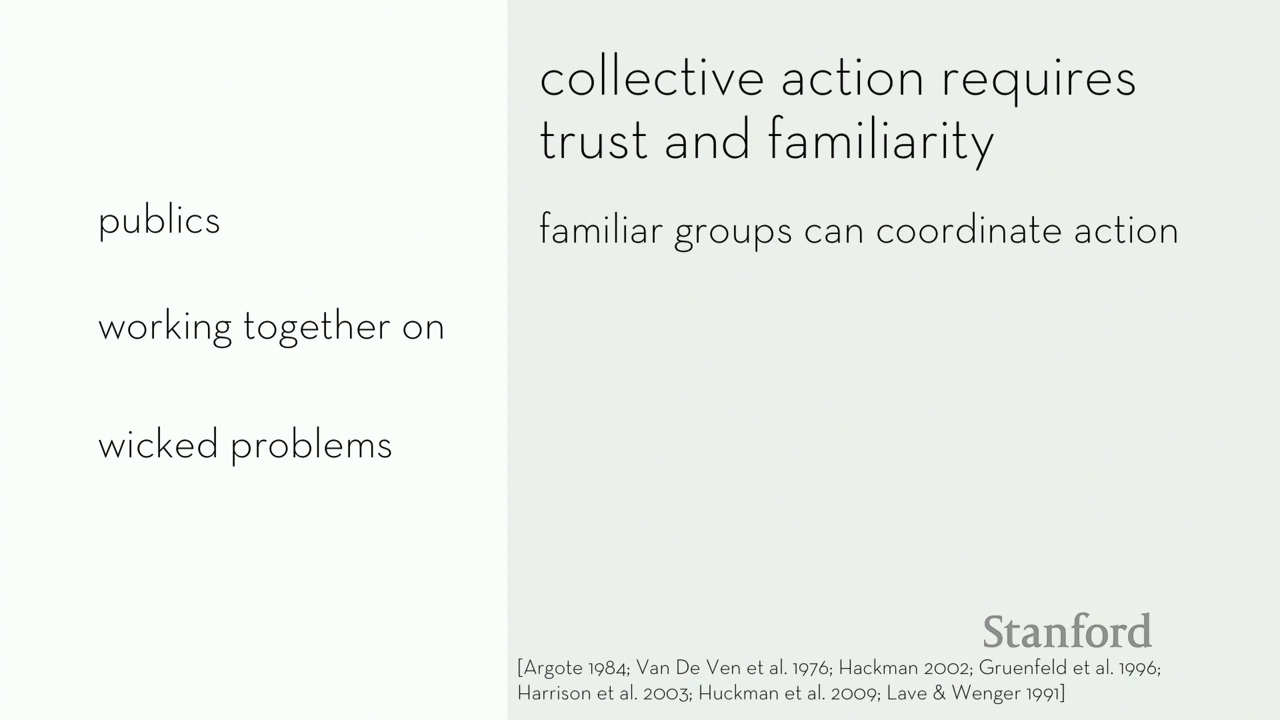 publics
working together on
wicked problems
collective action requires
trust and familiarity
familiar groups can coordinate action
Stanford
[Argote 1984; Van De Ven et al. 1976; Hackman 2002; Gruenfeld et al. 1996;
Harrison et al. 2003; Huckman et al. 2009; Lave & Wenger 1991]